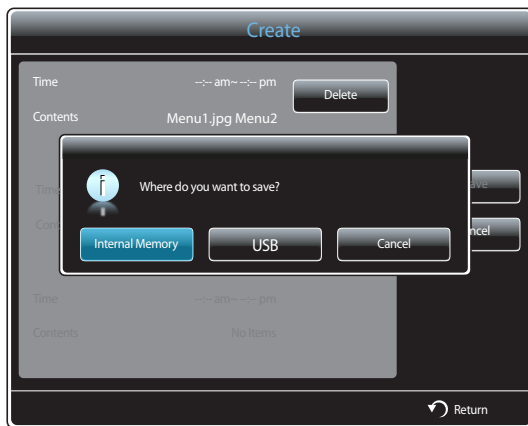 Create
Time --:-- am~ --:-- pm
Delete
Contents Menu1.jpg Menu2
Where do you want to save?
Internal Memory USB Cancel
Time --:-- am~ --:-- pm
Contents No Items
Return